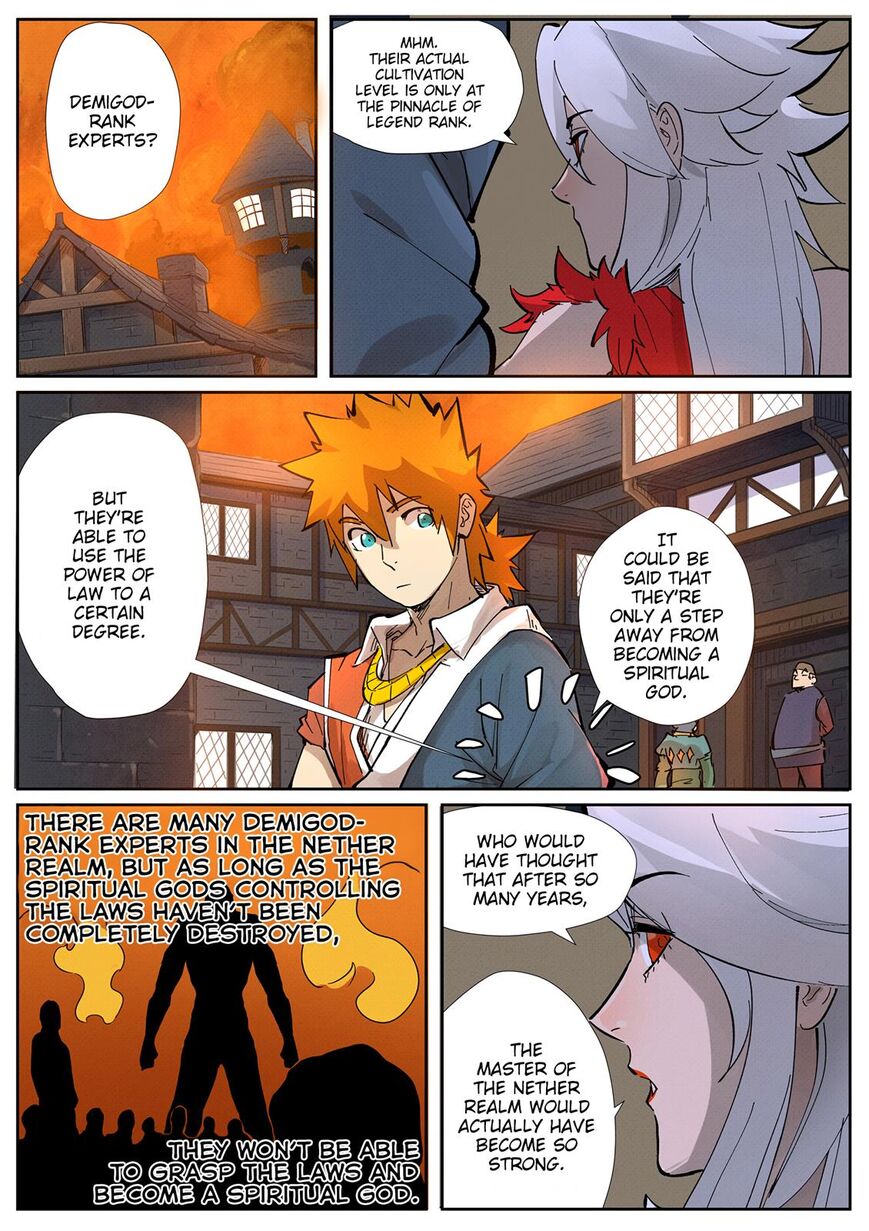 DEMIGOD-
RANK
EXPERTS?
MHM.
THEIR ACTUAL
CULTIVATION
LEVEL IS ONLY AT
THE PINNACLE OF
LEGEND RANK.
BUT
THEY'RE
ABLE TO
USE THE
POWER OF
LAW TO A
CERTAIN
DEGREE.
IT
COULD BE
SAID THAT
THEY'RE
ONLY A STEP
AWAY FROM
BECOMING A
SPIRITUAL
GOD.
THERE ARE MANY DEMIGOD-
RANK EXPERTS IN THE NETHER
REALM, BUT AS LONG AS THE
SPIRITUAL GODS CONTROLLING
THE LAWS HAVEN'T BEEN
COMPLETELY DESTROYED,
THEY WON'T BE ABLE
TO GRASP THE LAWS AND
BECOME A SPIRITUAL GOD.
WHO WOULD
HAVE THOUGHT
THAT AFTER SO
MANY YEARS,
THE
MASTER OF
THE NETHER
REALM WOULD
ACTUALLY HAVE
BECOME SO
STRONG.